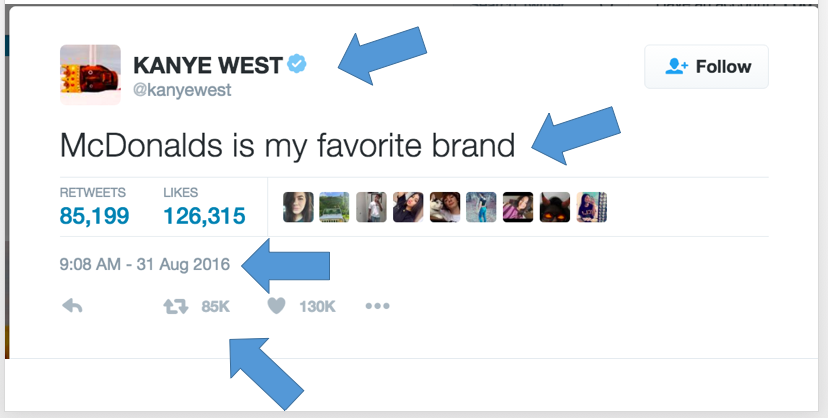 KANYE WEST
@kanyewest
Follow
McDonalds is my favorite brand
RETWEETS LIKES
85,199 126,315
9:08 AM - 31 Aug 2016
85K 130K